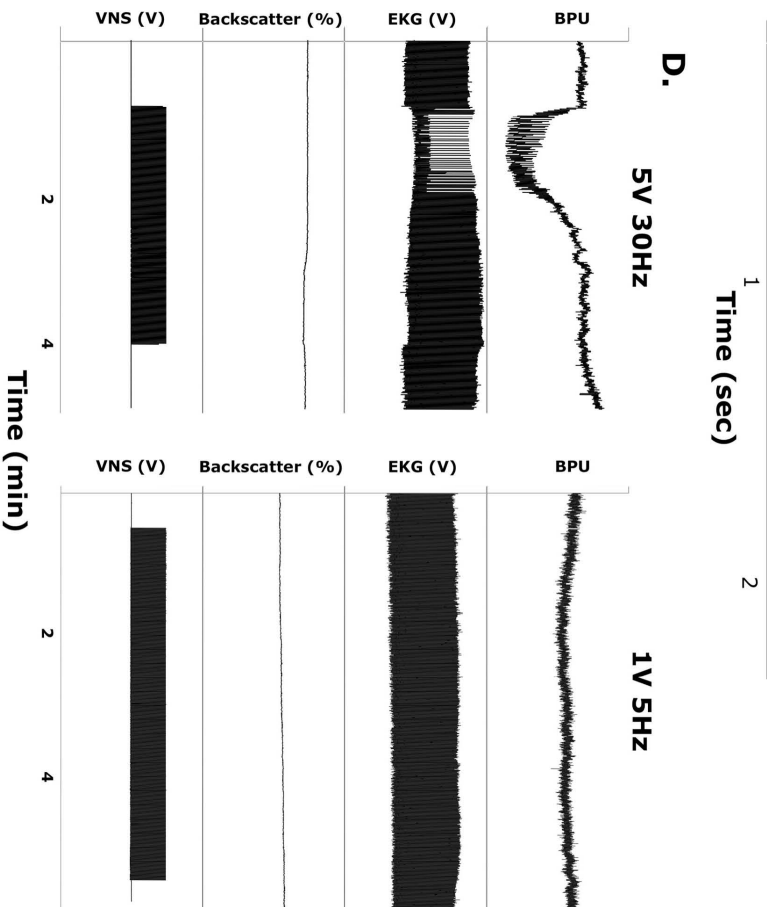 1
2
Time (sec)
D.
5V 30Hz
1V 5Hz
BPU
BPU
EKG (V)
EKG (V)
Backscatter (%)
Backscatter (%)
VNS (V)
VNS (V)
2
4
2
4
Time (min)